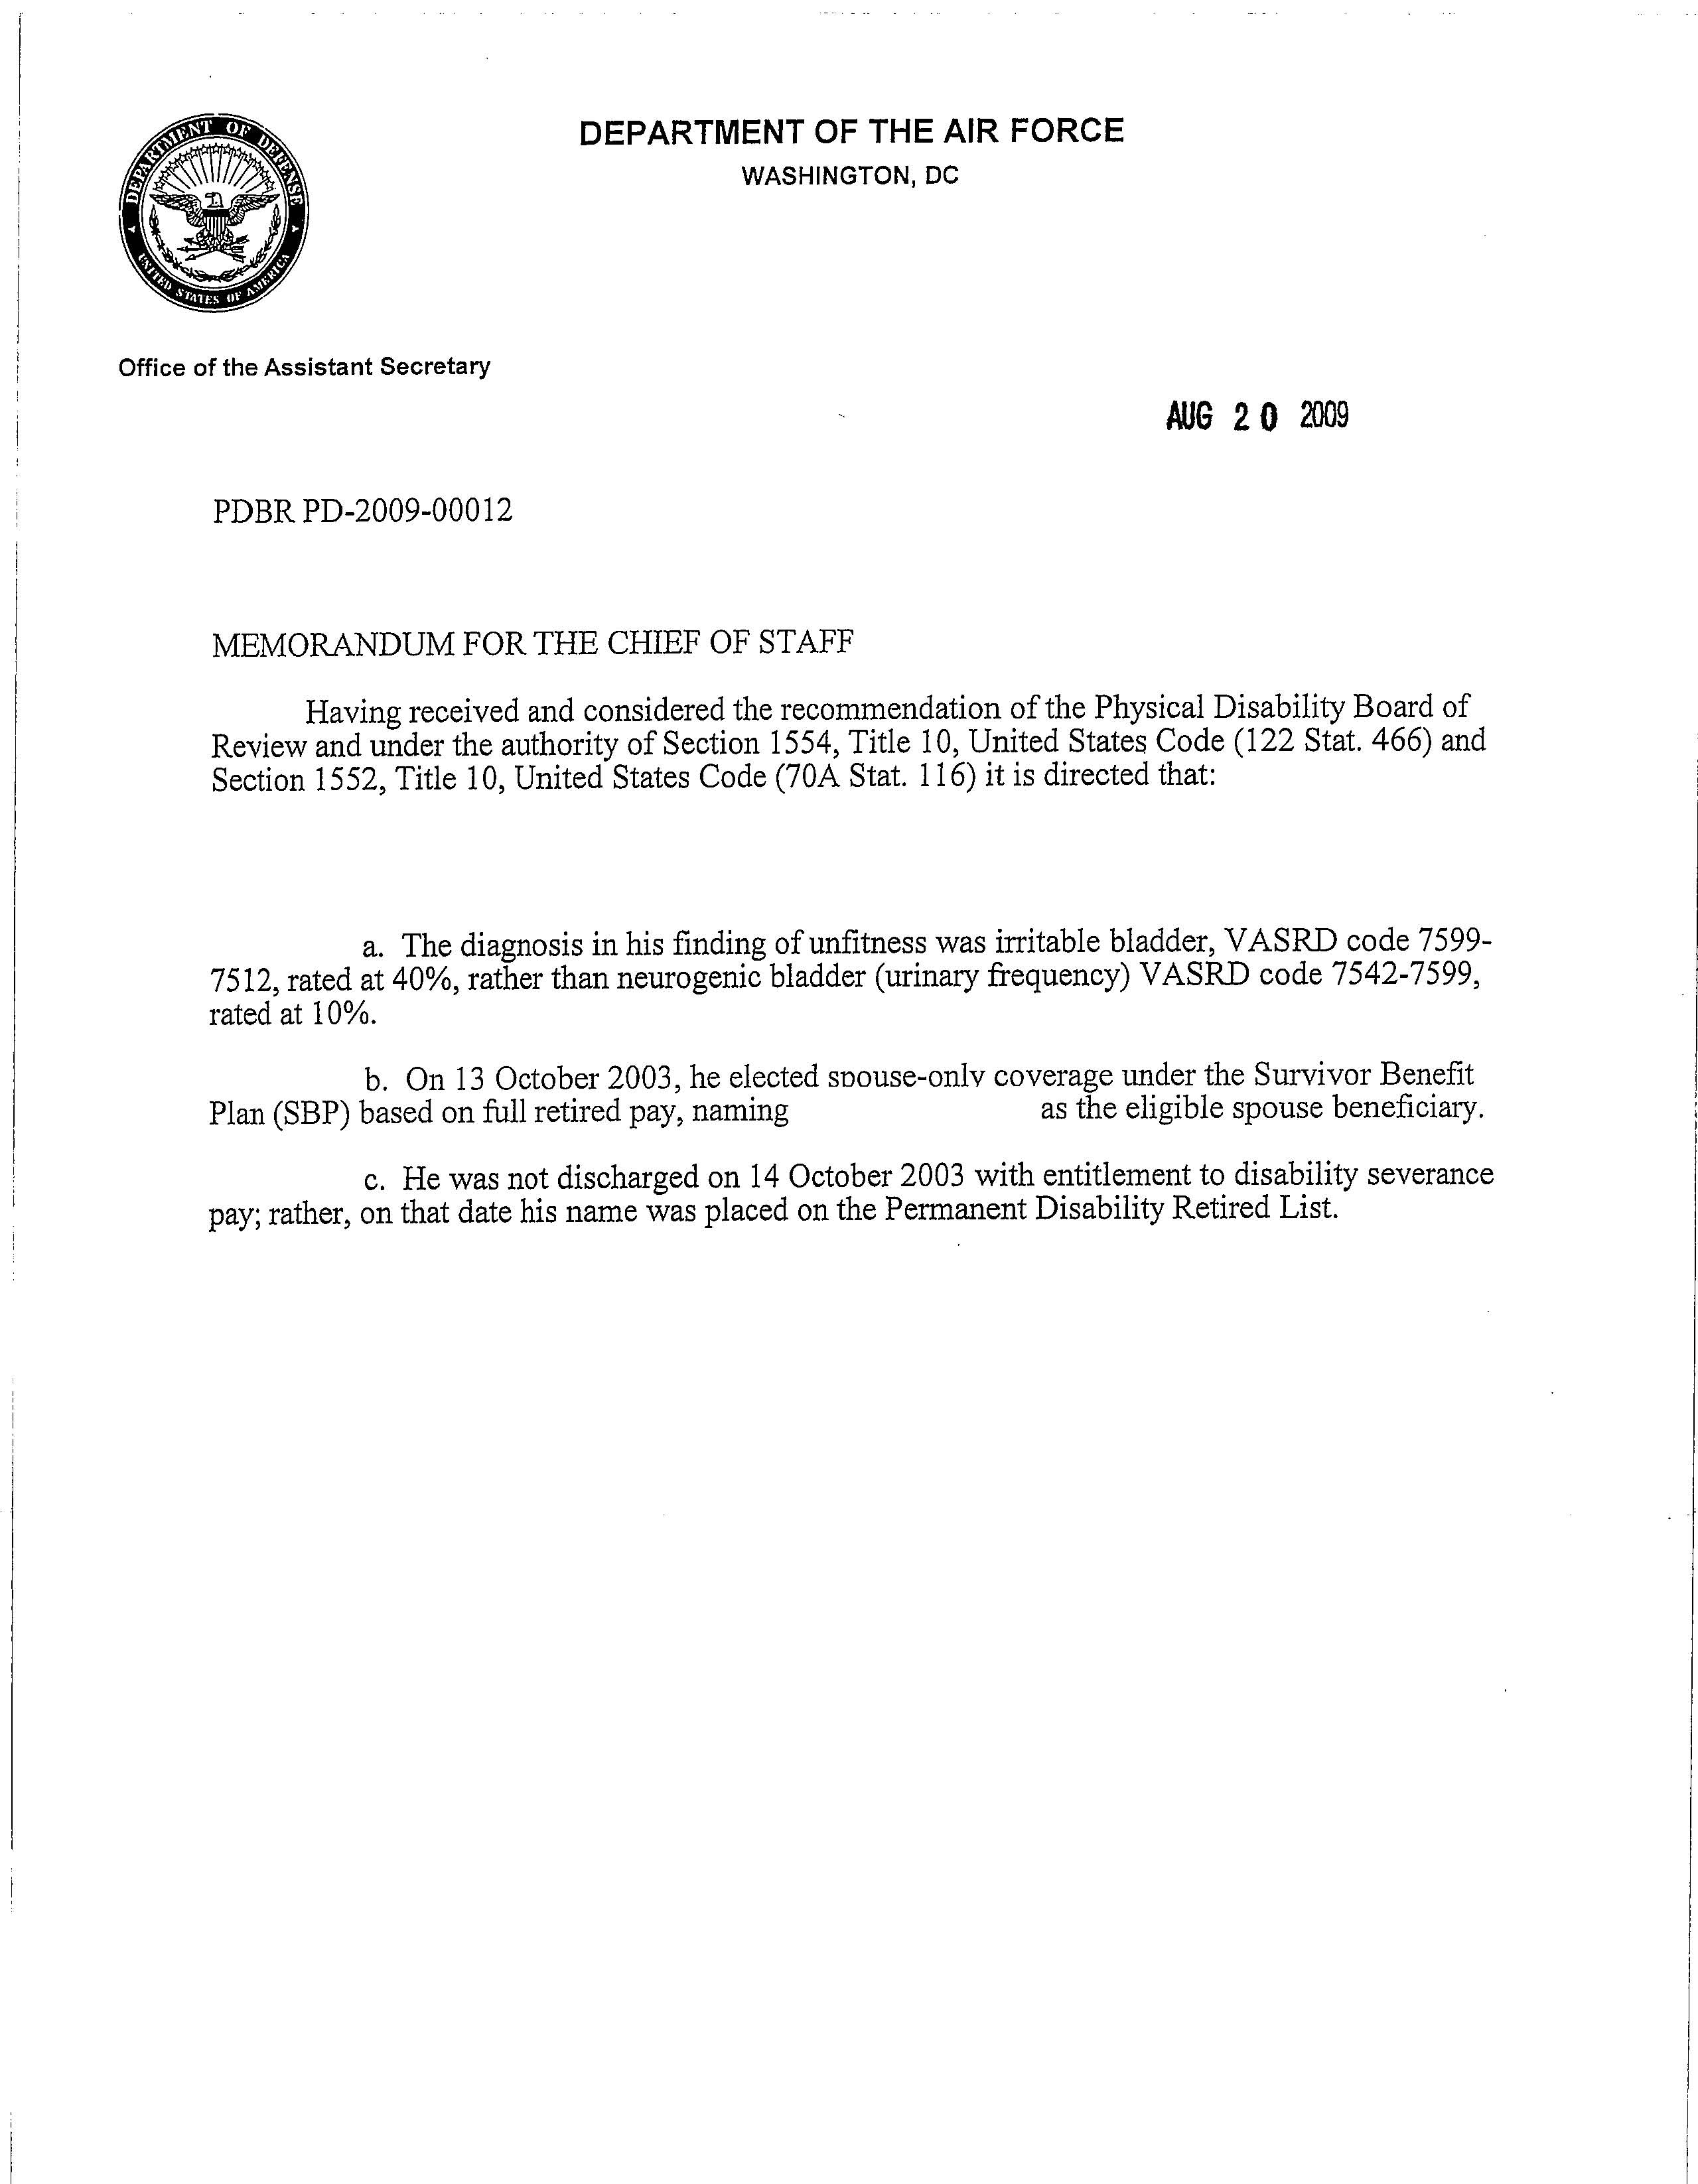 DEPARTMENT OF DEFENSE
UNITED STATES OF AMERICA
DEPARTMENT OF THE AIR FORCE
WASHINGTON, DC
Office of the Assistant Secretary
AUG 20 2009
PDBR PD-2009-00012
MEMORANDUM FOR THE CHIEF OF STAFF
Having received and considered the recommendation of the Physical Disability Board of
Review and under the authority of Section 1554, Title 10, United States Code (122 Stat. 466) and
Section 1552, Title 10, United States Code (70A Stat. 116) it is directed that:
a. The diagnosis in his finding of unfitness was irritable bladder, VASRD code 7599-
7512, rated at 40%, rather than neurogenic bladder (urinary frequency) VASRD code 7542-7599,
rated at 10%.
b. On 13 October 2003, he elected spouse-only coverage under the Survivor Benefit
Plan (SBP) based on full retired pay, naming as the eligible spouse beneficiary.
c. He was not discharged on 14 October 2003 with entitlement to disability severance
pay; rather, on that date his name was placed on the Permanent Disability Retired List.